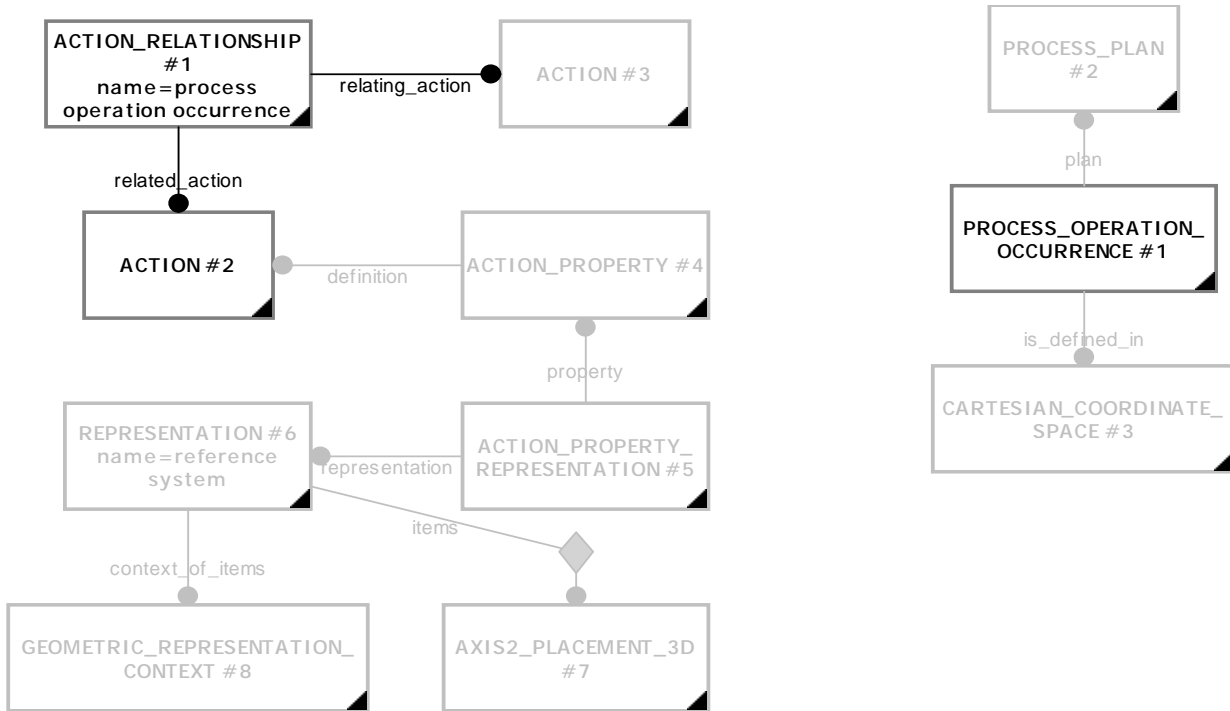 ACTION_RELATIONSHIP
#1
name=process
operation occurrence
relating_action
ACTION #3
related_action
ACTION #2
definition
ACTION_PROPERTY #4
property
REPRESENTATION #6
name=reference
system
representation
ACTION_PROPERTY_
REPRESENTATION #5
items
context_of_items
GEOMETRIC_REPRESENTATION_
CONTEXT #8
AXIS2_PLACEMENT_3D
#7
PROCESS_PLAN
#2
plan
PROCESS_OPERATION_
OCCURRENCE #1
is_defined_in
CARTESIAN_COORDINATE_
SPACE #3